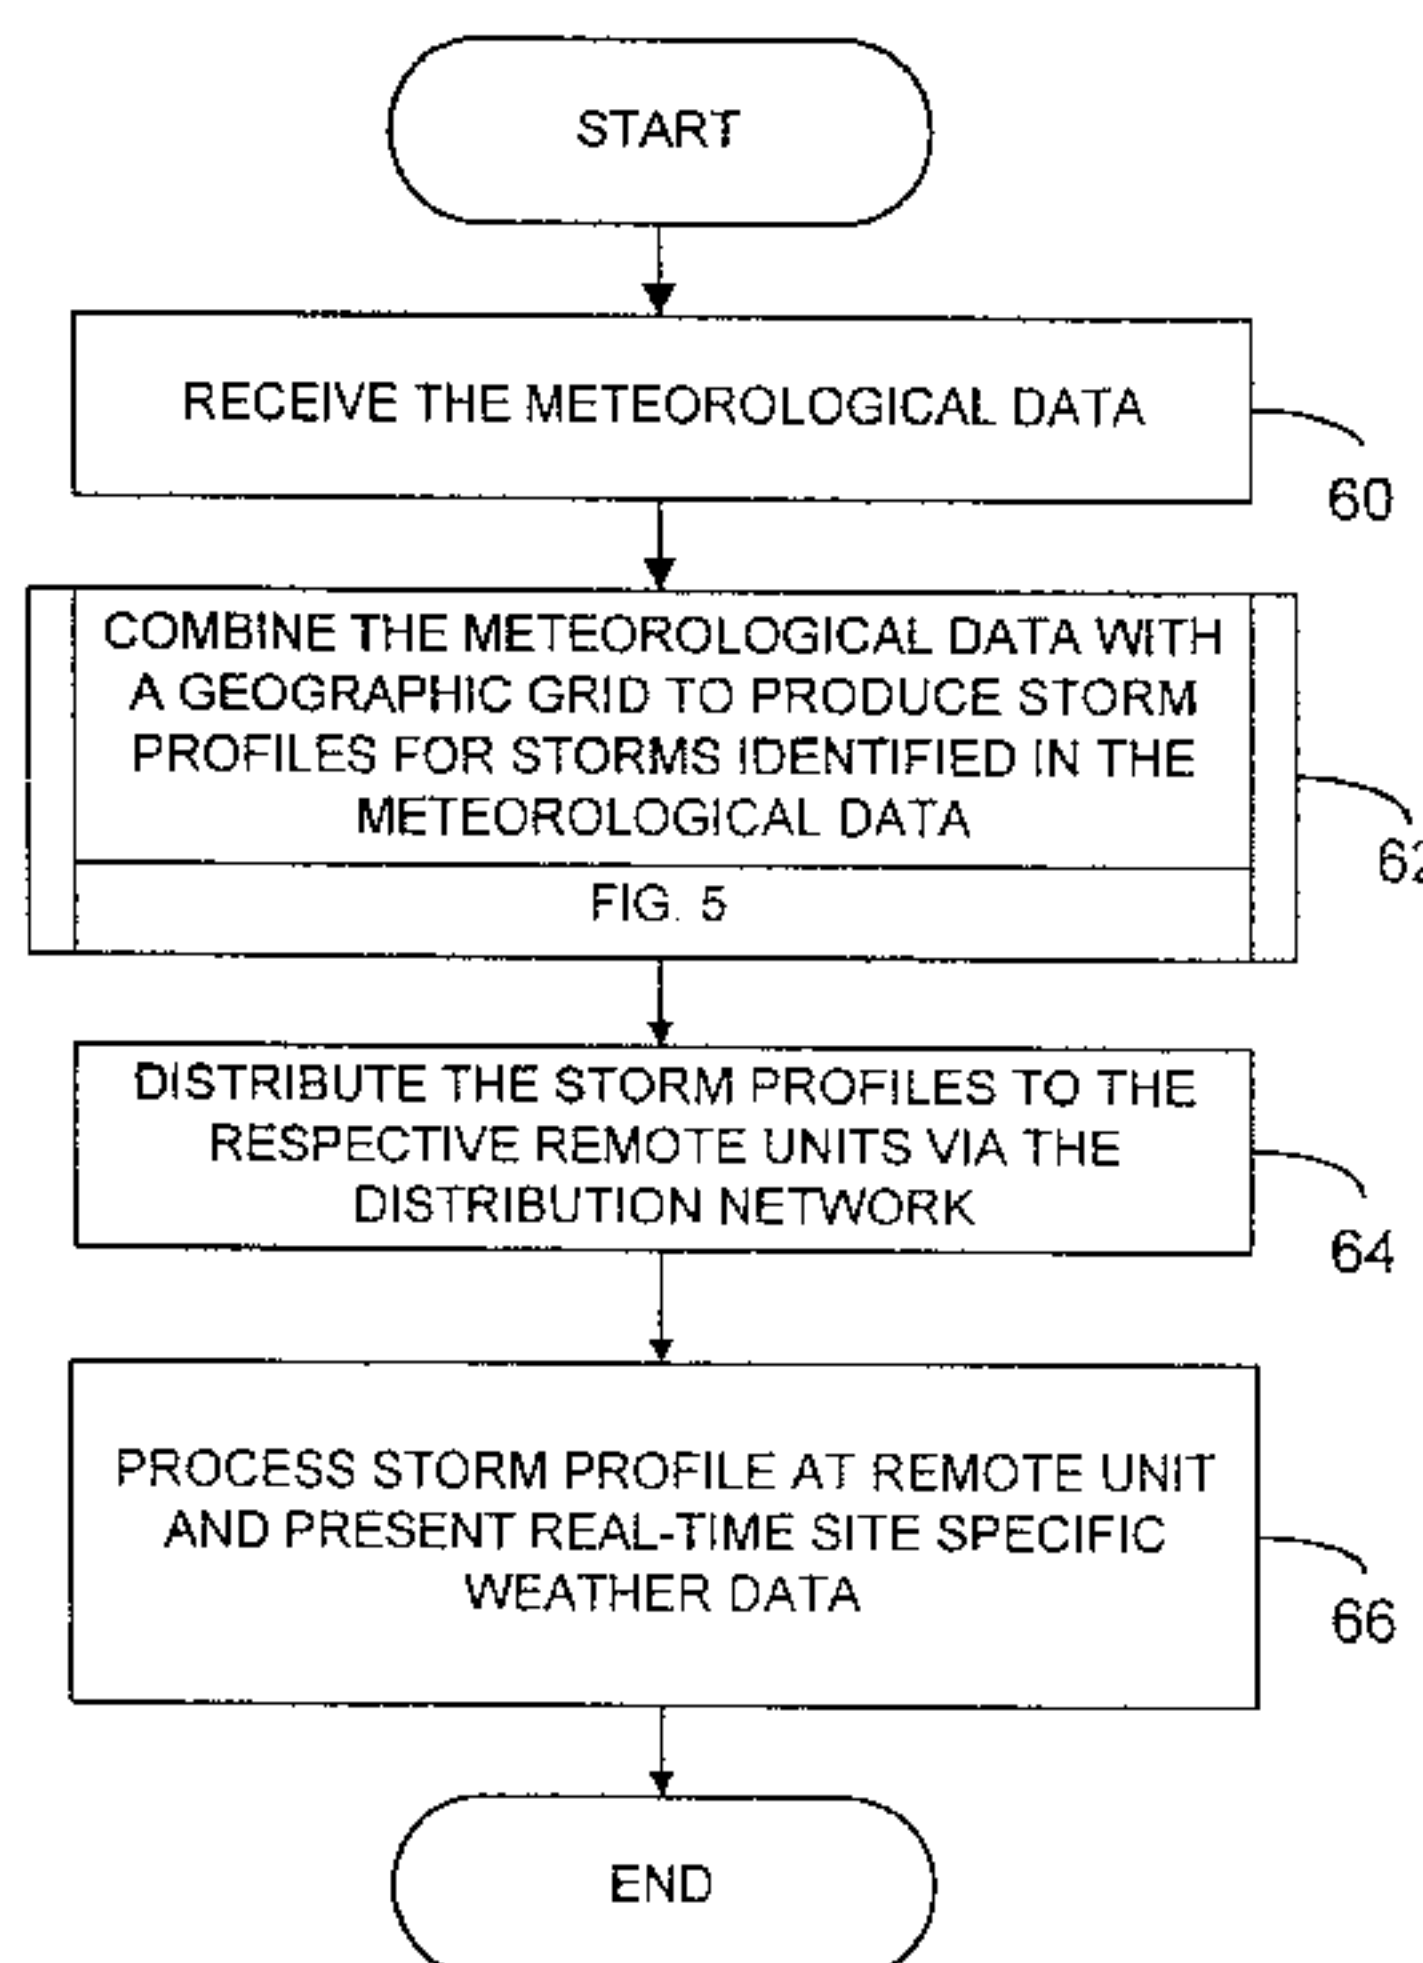 START
RECEIVE THE METEOROLOGICAL DATA
60
COMBINE THE METEOROLOGICAL DATA WITH
A GEOGRAPHIC GRID TO PRODUCE STORM
PROFILES FOR STORMS IDENTIFIED IN THE
METEOROLOGICAL DATA
62
FIG. 5
DISTRIBUTE THE STORM PROFILES TO THE
RESPECTIVE REMOTE UNITS VIA THE
DISTRIBUTION NETWORK
64
PROCESS STORM PROFILE AT REMOTE UNIT
AND PRESENT REAL-TIME SITE SPECIFIC
WEATHER DATA
66
END